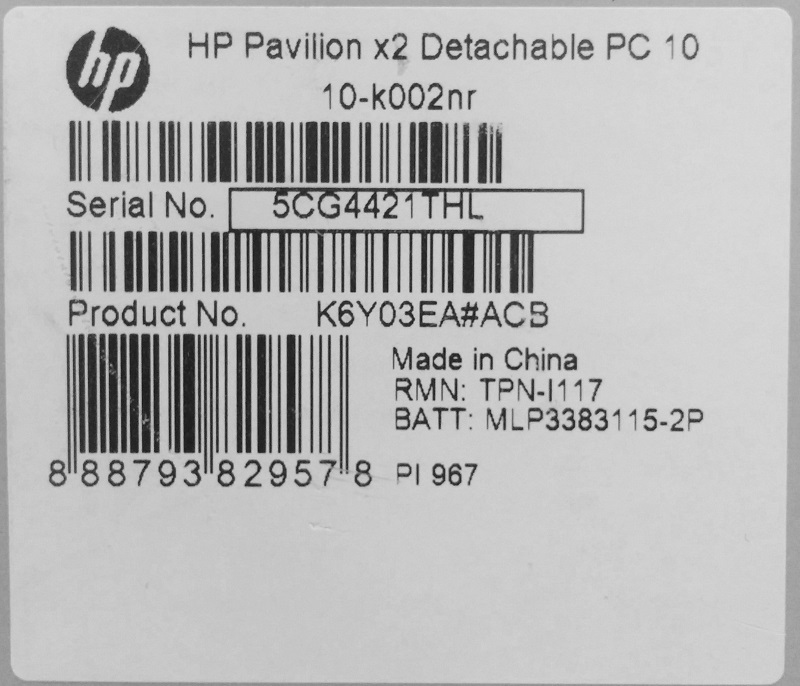 hp HP Pavilion x2 Detachable PC 10
10-k002nr
Serial No. 5CG4421THL
Product No. K6Y03EA#ACB
Made in China
RMN: TPN-I117
BATT: MLP3383115-2P
8 88793 82957 8 PI 967